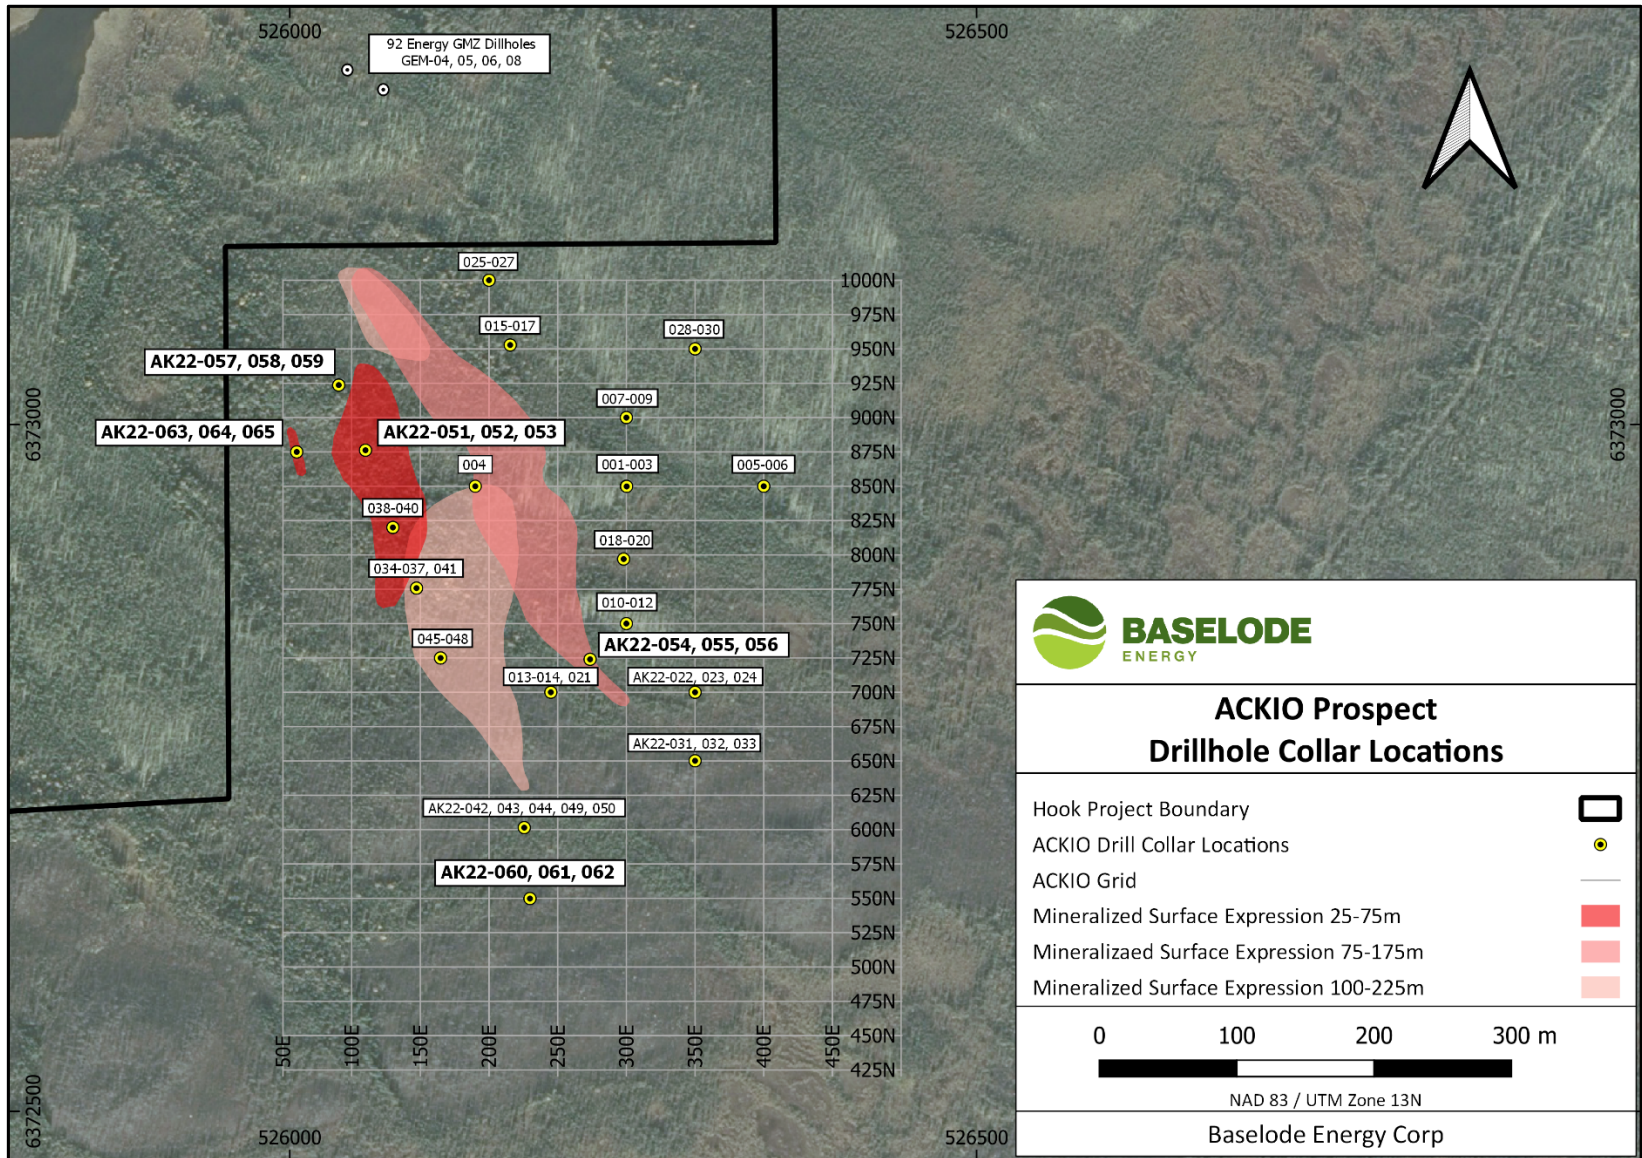 526000
526500
92 Energy GMZ Dillholes
GEM-04, 05, 06, 08
025-027
1000N
975N
015-017
028-030
950N
AK22-057, 058, 059
925N
007-009
900N
6373000
6373000
AK22-063, 064, 065
AK22-051, 052, 053
875N
004
001-003
005-006
850N
038-040
825N
018-020
800N
034-037, 041
775N
010-012
750N
045-048
AK22-054, 055, 056
725N
013-014, 021
AK22-022, 023, 024
700N
675N
AK22-031, 032, 033
650N
625N
AK22-042, 043, 044, 049, 050
600N
AK22-060, 061, 062
575N
550N
525N
500N
475N
450N
425N
50E
100E
150E
200E
250E
300E
350E
400E
450E
6372500
526000
526500
BASELODE
ENERGY
ACKIO Prospect
Drillhole Collar Locations
Hook Project Boundary
ACKIO Drill Collar Locations
ACKIO Grid
Mineralized Surface Expression 25-75m
Mineralizaed Surface Expression 75-175m
Mineralized Surface Expression 100-225m
0 100 200 300 m
NAD 83 / UTM Zone 13N
Baselode Energy Corp